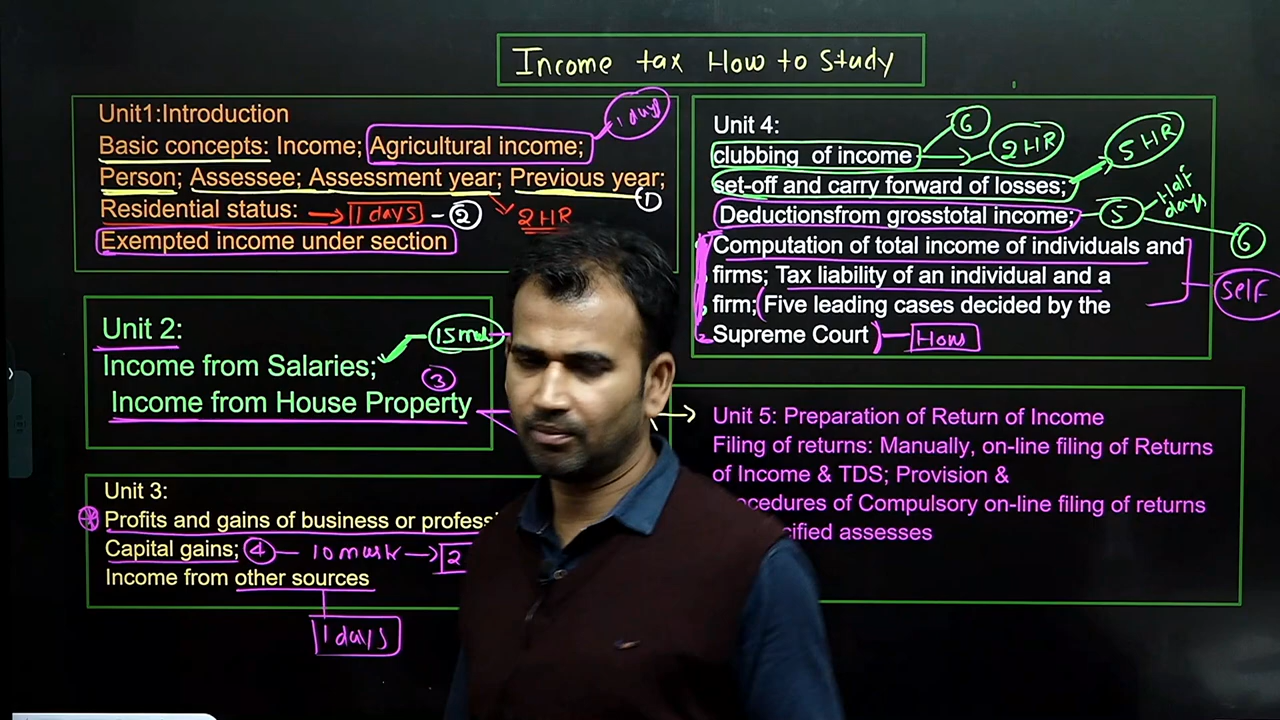 Income tax How to Study
Unit1:Introduction
Basic concepts: Income; Agricultural income;
1 days
Person; Assessee; Assessment year; Previous year;
1
Residential status: 1 days - 2
2 HR
Exempted income under section
Unit 2:
Income from Salaries;
3
Income from House Property
Unit 3:
Profits and gains of business or
Capital gains; 4 10 mark 2
Income from other sources
1 days
Unit 4:
6
clubbing of income 2 HR
5 HR
set-off and carry forward of losses;
Deductionsfrom grosstotal income; 5 Half days
6
Computation of total income of individuals and
firms; Tax liability of an individual and a
self
firm; (Five leading cases decided by the
Supreme Court)
Unit 5: Preparation of Return of Income
Filing of returns: Manually, on-line filing of Returns
of Income & TDS; Provision &
of Compulsory on-line filing of returns
assesses